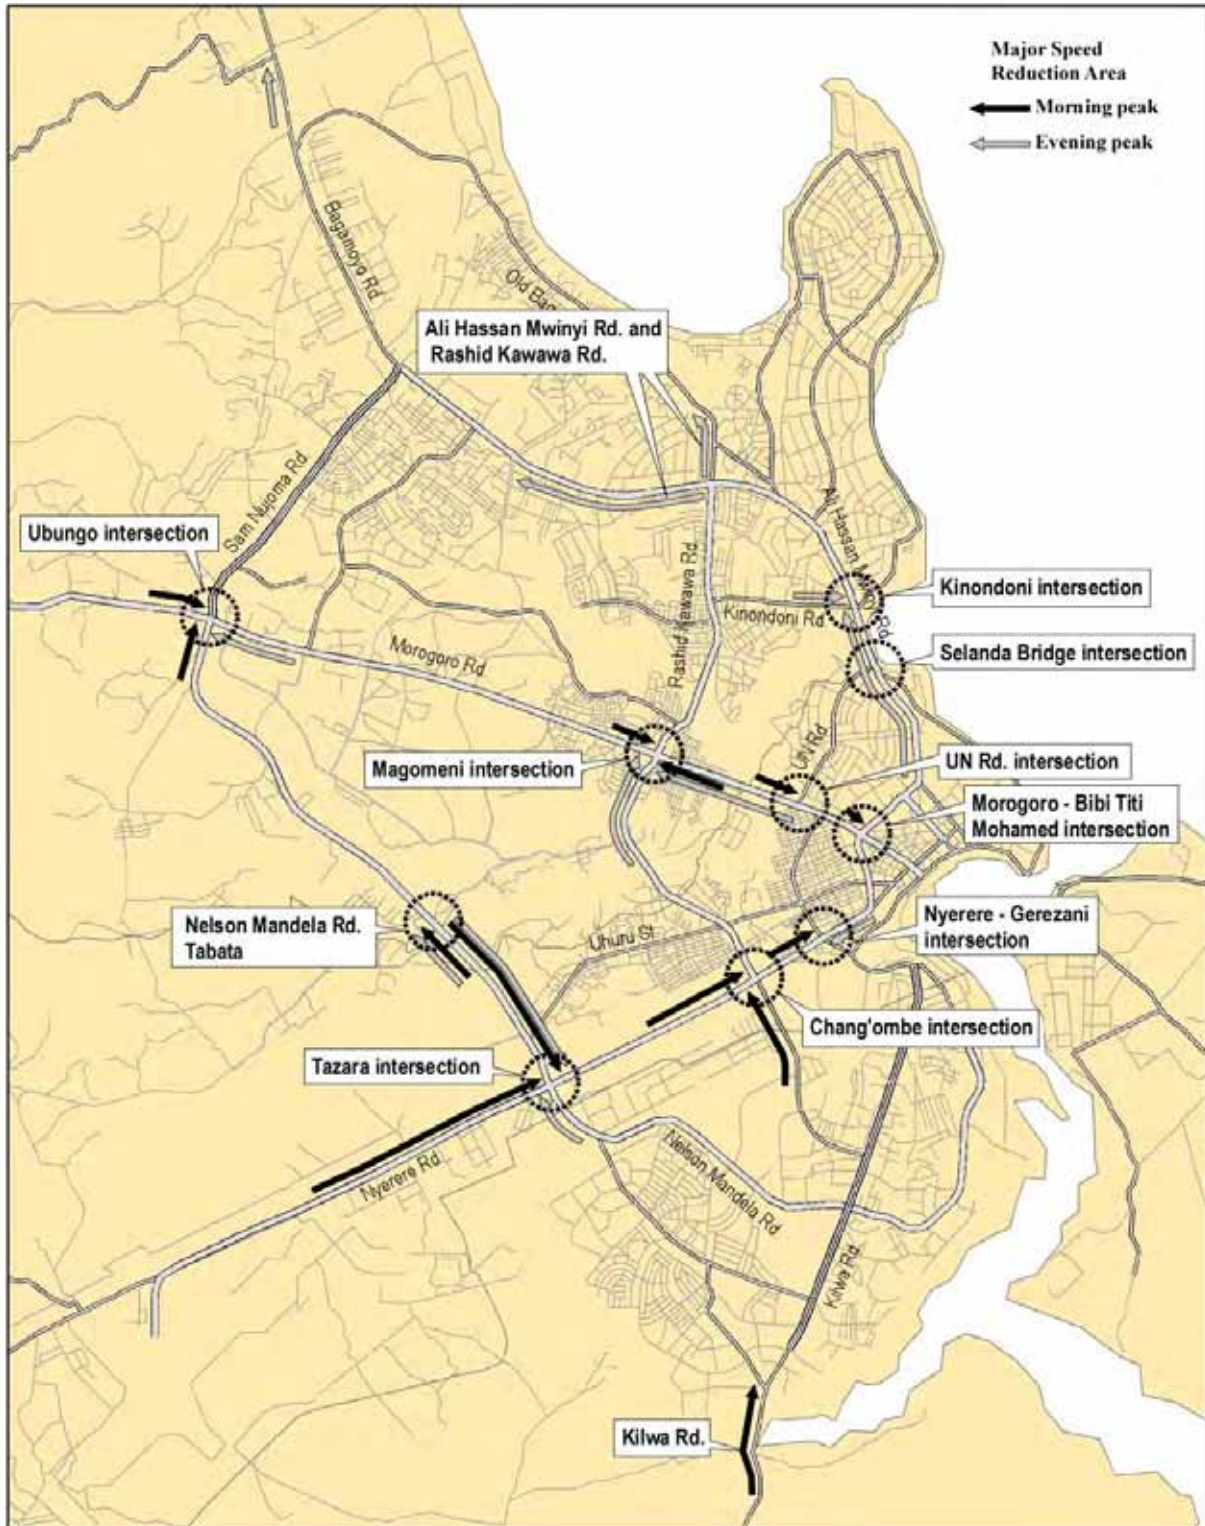 Major Speed
Reduction Area
Morning peak
Evening peak
Bagamoyo Rd
Old Bag
Ali Hassan Mwinyi Rd. and
Rashid Kawawa Rd.
Sam Nujoma Rd
Ali Hassan
Rd.
Ubungo intersection
Kinondoni intersection
Rashid Kawawa Rd
Kinondoni Rd
Morogoro Rd
Selanda Bridge intersection
UN Rd
Magomeni intersection
UN Rd. intersection
Morogoro - Bibi Titi
Mohamed intersection
Nelson Mandela Rd.
Tabata
Uhuru St
Nyerere - Gerezani
intersection
Chang'ombe intersection
Tazara intersection
Nyerere Rd
Nelson Mandela Rd
Kilwa Rd.
Kilwa Rd.